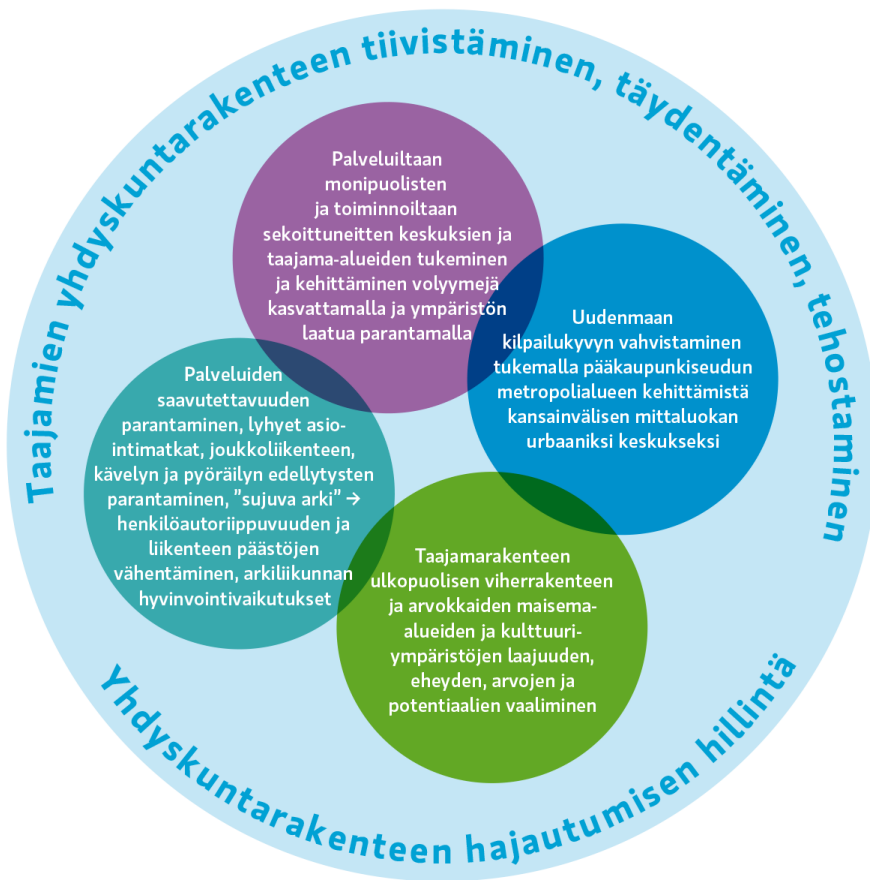 Taajamien yhdyskuntarakenteen tiivistäminen, täydentäminen, tehostaminen
Palveluiltaan
monipuolisten
ja toiminnoiltaan
sekoittuneitten keskuksien ja
taajama-alueiden tukeminen
ja kehittäminen volyymejä
kasvattamalla ja ympäristön
laatua parantamalla
Uudenmaan
kilpailukyvyn vahvistaminen
tukemalla pääkaupunkiseudun
metropolialueen kehittämistä
kansainvälisen mittaluokan
urbaaniksi keskukseksi
Palveluiden
saavutettavuuden
parantaminen, lyhyet asio-
intimatkat, joukkoliikenteen,
kävelyn ja pyöräilyn edellytysten
parantaminen, ”sujuva arki” →
henkilöautoriippuvuuden ja
liikenteen päästöjen
vähentäminen, arkiliikunnan
hyvinvointivaikutukset
Taajamarakenteen
ulkopuolisen viherrakenteen
ja arvokkaiden maisema-
alueiden ja kulttuuri-
ympäristöjen laajuuden,
eheyden, arvojen ja
potentiaalien vaaliminen
Yhdyskuntarakenteen hajautumisen hillintä